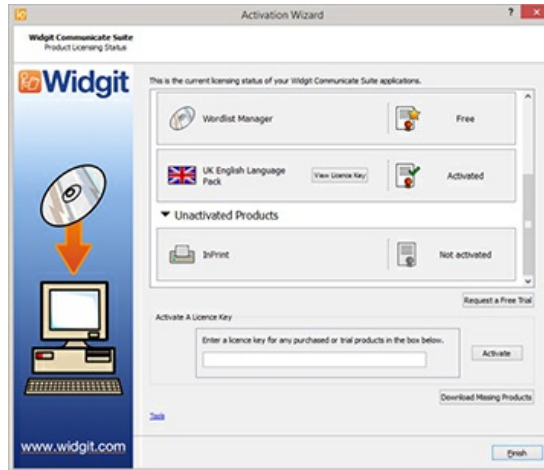 Activation Wizard
?
Widgit Communicate Suite
Product Licensing Status
Widgit
This is the current licensing status of your Widgit Communicate Suite applications.
Wordlist Manager
Free
UK English Language
Pack
View Licence Key
Activated
Unactivated Products
InPrint
Not activated
Request a Free Trial
Activate A Licence Key
Enter a licence key for any purchased or trial products in the box below.
Activate
Download Missing Products
Tools
www.widgit.com
Finish